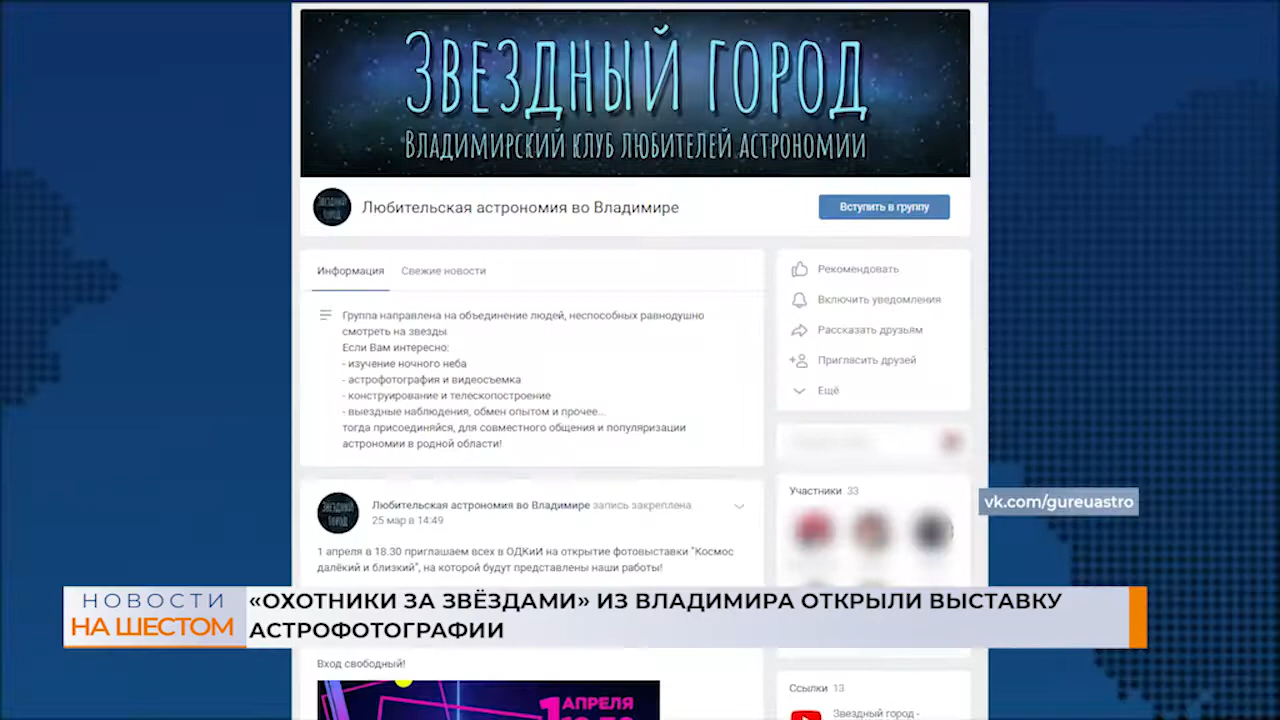 ЗВЕЗДНЫЙ ГОРОД
ВЛАДИМИРСКИЙ КЛУБ ЛЮБИТЕЛЕЙ АСТРОНОМИИ
ЗВЕЗДНЫЙ
ГОРОД
Любительская астрономия во Владимире
Вступить в группу
Информация
Свежие новости
Группа направлена на объединение людей, неспособных равнодушно
смотреть на звезды
Если Вам интересно:
- изучение ночного неба
- астрофотография и видеосъемка
- конструирование и телескопостроение
- выездные наблюдения, обмен опытом и прочее...
тогда присоединяйся, для совместного общения и популяризации
астрономии в родной области!
Рекомендовать
Включить уведомления
Рассказать друзьям
Пригласить друзей
Ещё
Участники 33
vk.com/gureuastro
ЗВЕЗДНЫЙ
ГОРОД
Любительская астрономия во Владимире запись закреплена
25 мар в 14:49
1 апреля в 18.30 приглашаем всех в ОДКиИ на открытие фотовыставки "Космос
далёкий и близкий", на которой будут представлены наши работы!
НОВОСТИ
НА ШЕСТОМ
«ОХОТНИКИ ЗА ЗВЁЗДАМИ» ИЗ ВЛАДИМИРА ОТКРЫЛИ ВЫСТАВКУ
АСТРОФОТОГРАФИИ
Вход свободный!
1 АПРЕЛЯ
Ссылки 13
Звездный город -